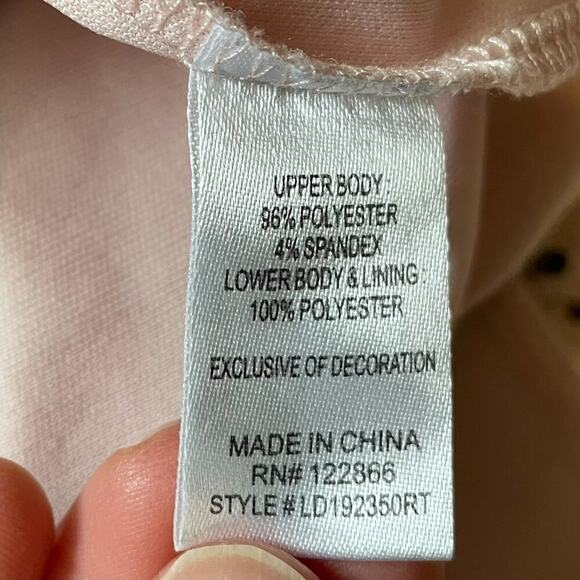 UPPER BODY :
96% POLYESTER
4% SPANDEX
LOWER BODY & LINING :
100% POLYESTER
EXCLUSIVE OF DECORATION
MADE IN CHINA
RN# 122866
STYLE # LD192350RT